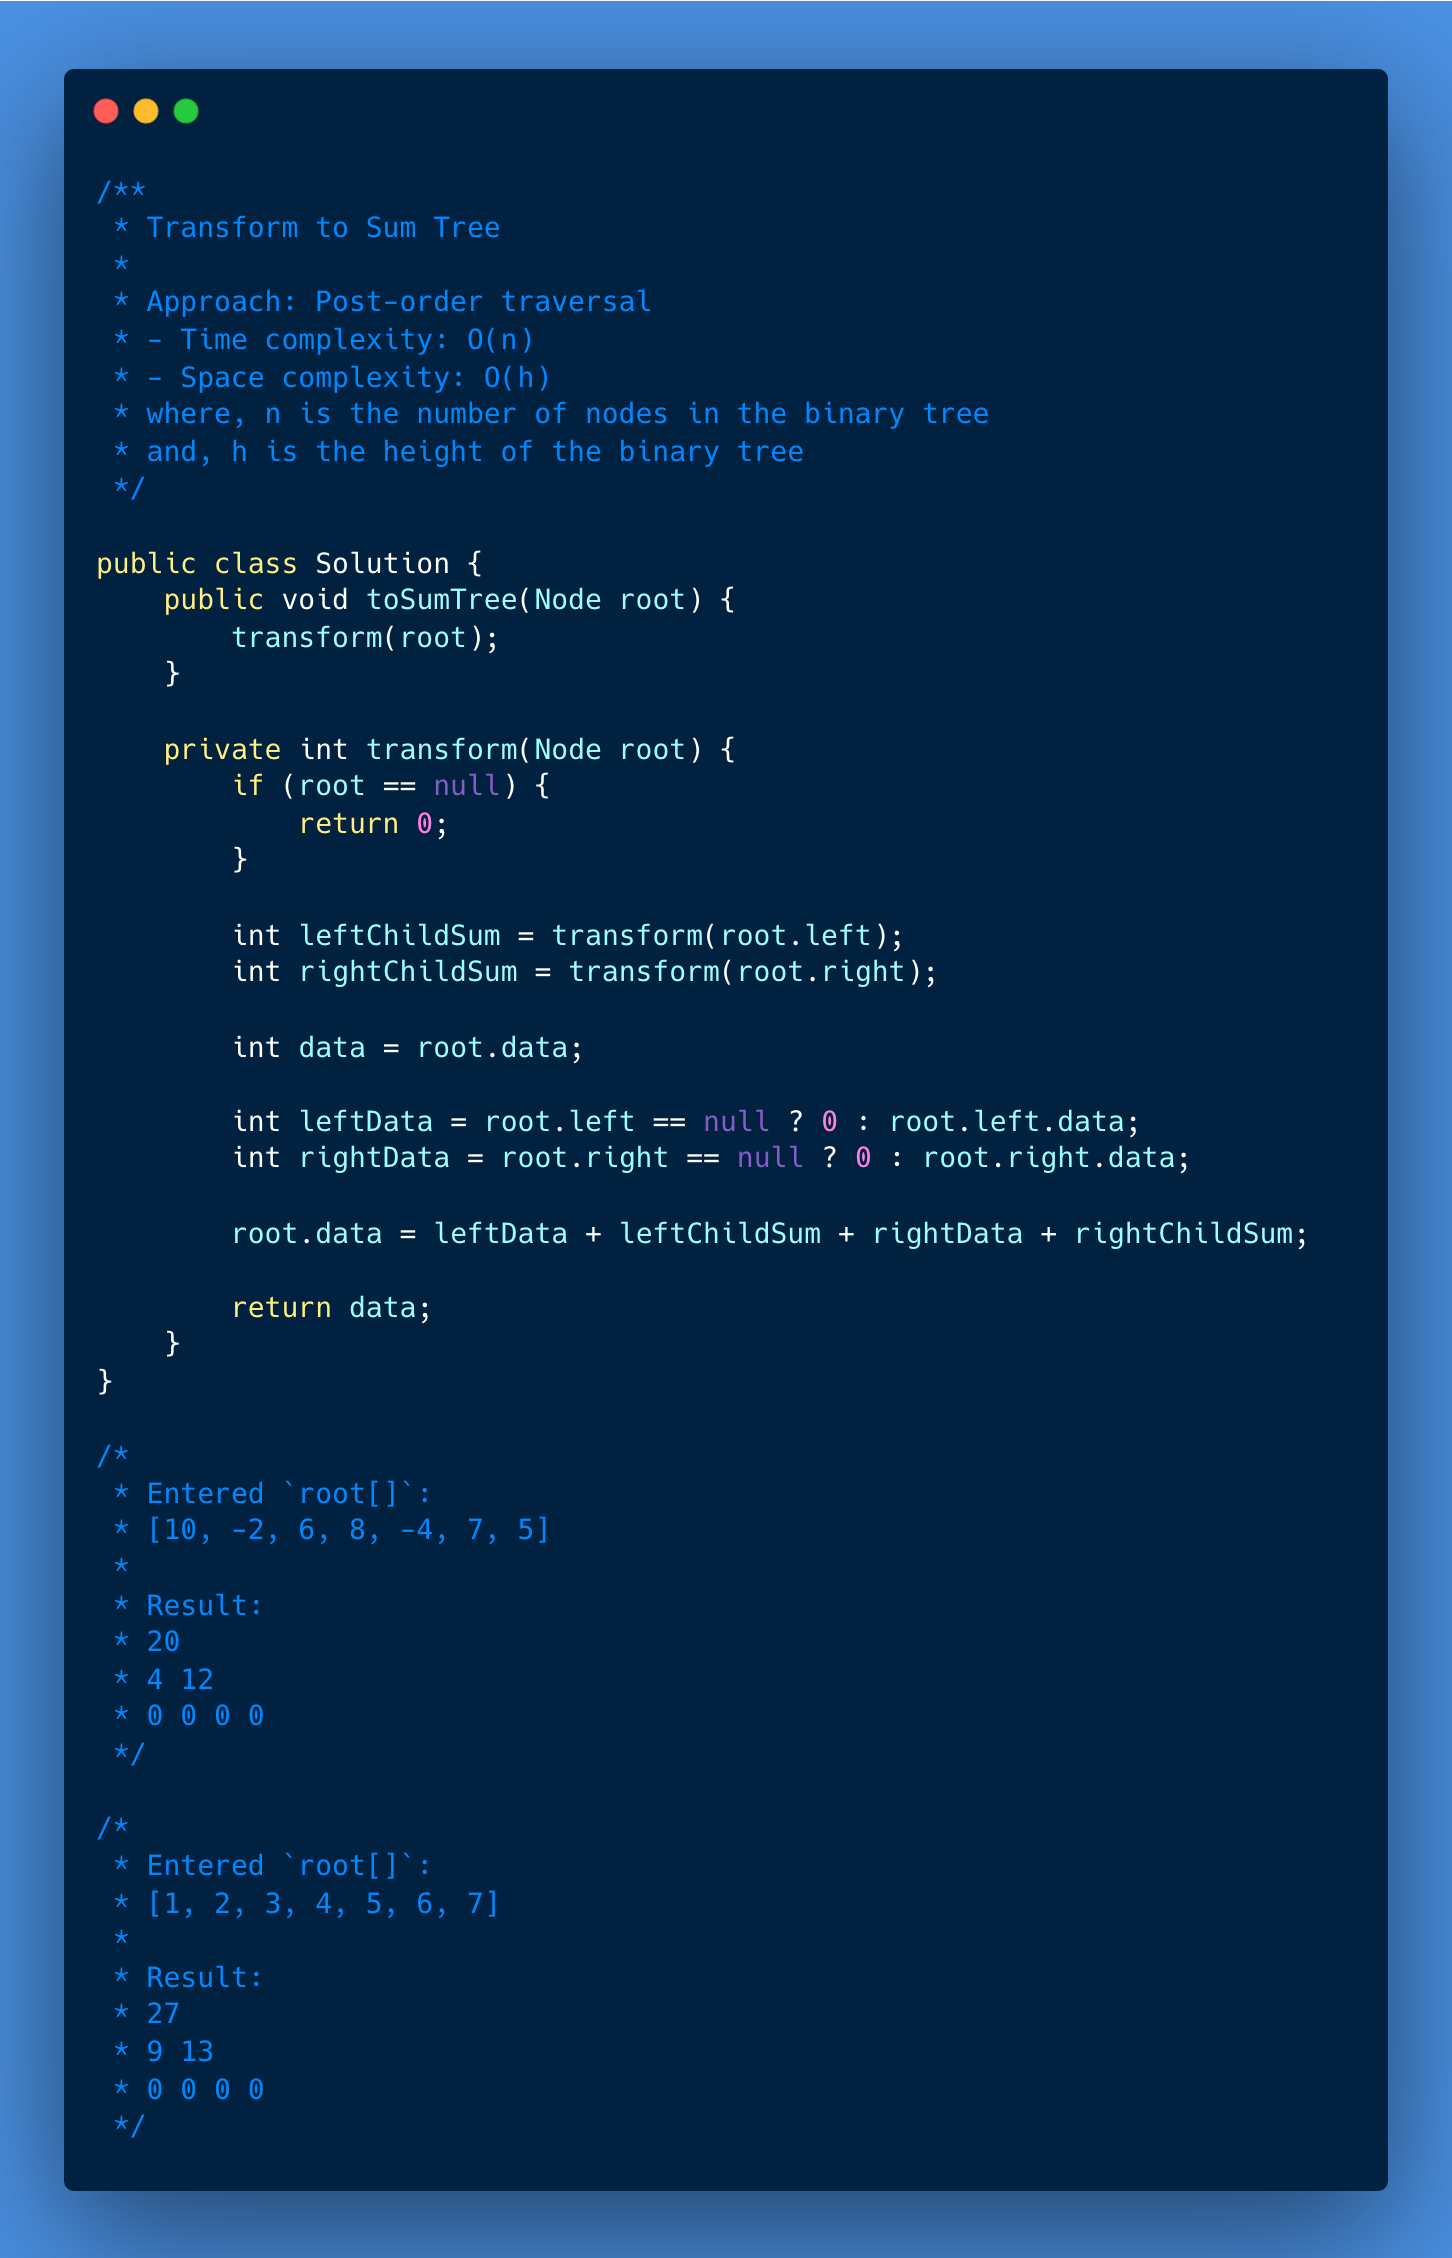 /**
 * Transform to Sum Tree
 *
 * Approach: Post-order traversal
 * - Time complexity: O(n)
 * - Space complexity: O(h)
 * where, n is the number of nodes in the binary tree
 * and, h is the height of the binary tree
 */

public class Solution {
    public void toSumTree(Node root) {
        transform(root);
    }

    private int transform(Node root) {
        if (root == null) {
            return 0;
        }

        int leftChildSum = transform(root.left);
        int rightChildSum = transform(root.right);

        int data = root.data;

        int leftData = root.left == null ? 0 : root.left.data;
        int rightData = root.right == null ? 0 : root.right.data;

        root.data = leftData + leftChildSum + rightData + rightChildSum;

        return data;
    }
}

/*
 * Entered `root[]`:
 * [10, -2, 6, 8, -4, 7, 5]
 *
 * Result:
 * 20
 * 4 12
 * 0 0 0 0
 */

/*
 * Entered `root[]`:
 * [1, 2, 3, 4, 5, 6, 7]
 *
 * Result:
 * 27
 * 9 13
 * 0 0 0 0
 */